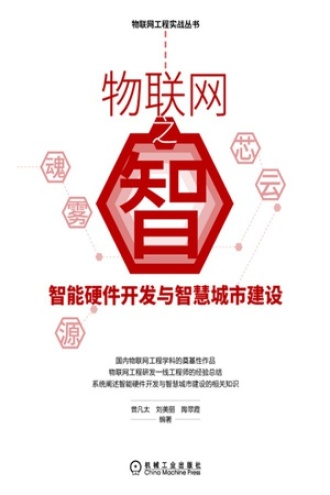 物联网工程实战丛书
物联网
之
智
魂
雾
源
芯
云
智能硬件开发与智慧城市建设
国内物联网工程学科的奠基性作品
物联网工程研发一线工程师的经验总结
系统阐述智能硬件开发与智慧城市建设的相关知识
曾凡太 刘美丽 陶翠霞
编著
机械工业出版社
China Machine Press